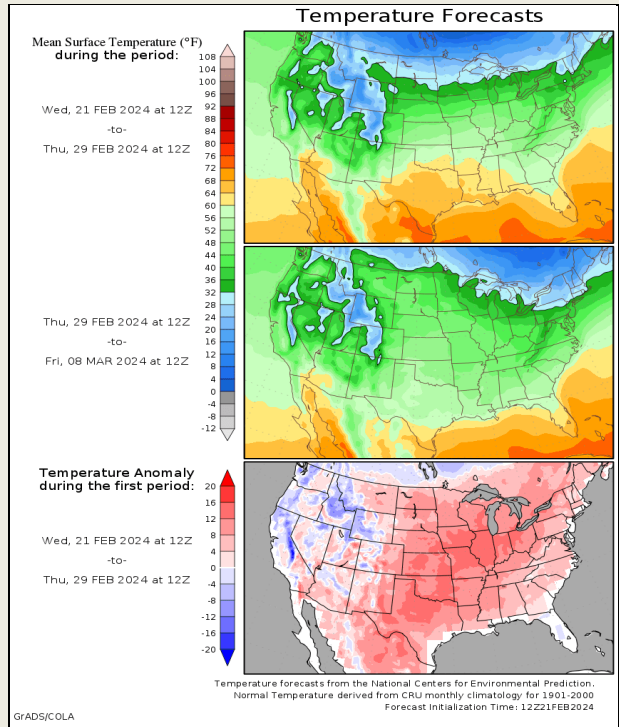 Temperature Forecasts
Mean Surface Temperature (°F)
during the period:
Wed, 21 FEB 2024 at 12Z
-to-
Thu, 29 FEB 2024 at 12Z
108
104
100
96
92
88
84
80
76
72
68
64
60
56
52
48
44
40
36
32
28
24
20
16
12
8
4
0
-4
-8
-12
Thu, 29 FEB 2024 at 12Z
-to-
Fri, 08 MAR 2024 at 12Z
Temperature Anomaly
during the first period:
Wed, 21 FEB 2024 at 12Z
-to-
Thu, 29 FEB 2024 at 12Z
20
16
12
8
4
0
-4
-8
-12
-16
-20
Temperature forecasts from the National Centers for Environmental Prediction.
Normal Temperature derived from CRU monthly climatology for 1901-2000
Forecast Initialization Time: 12Z21FEB2024
GrADS/COLA